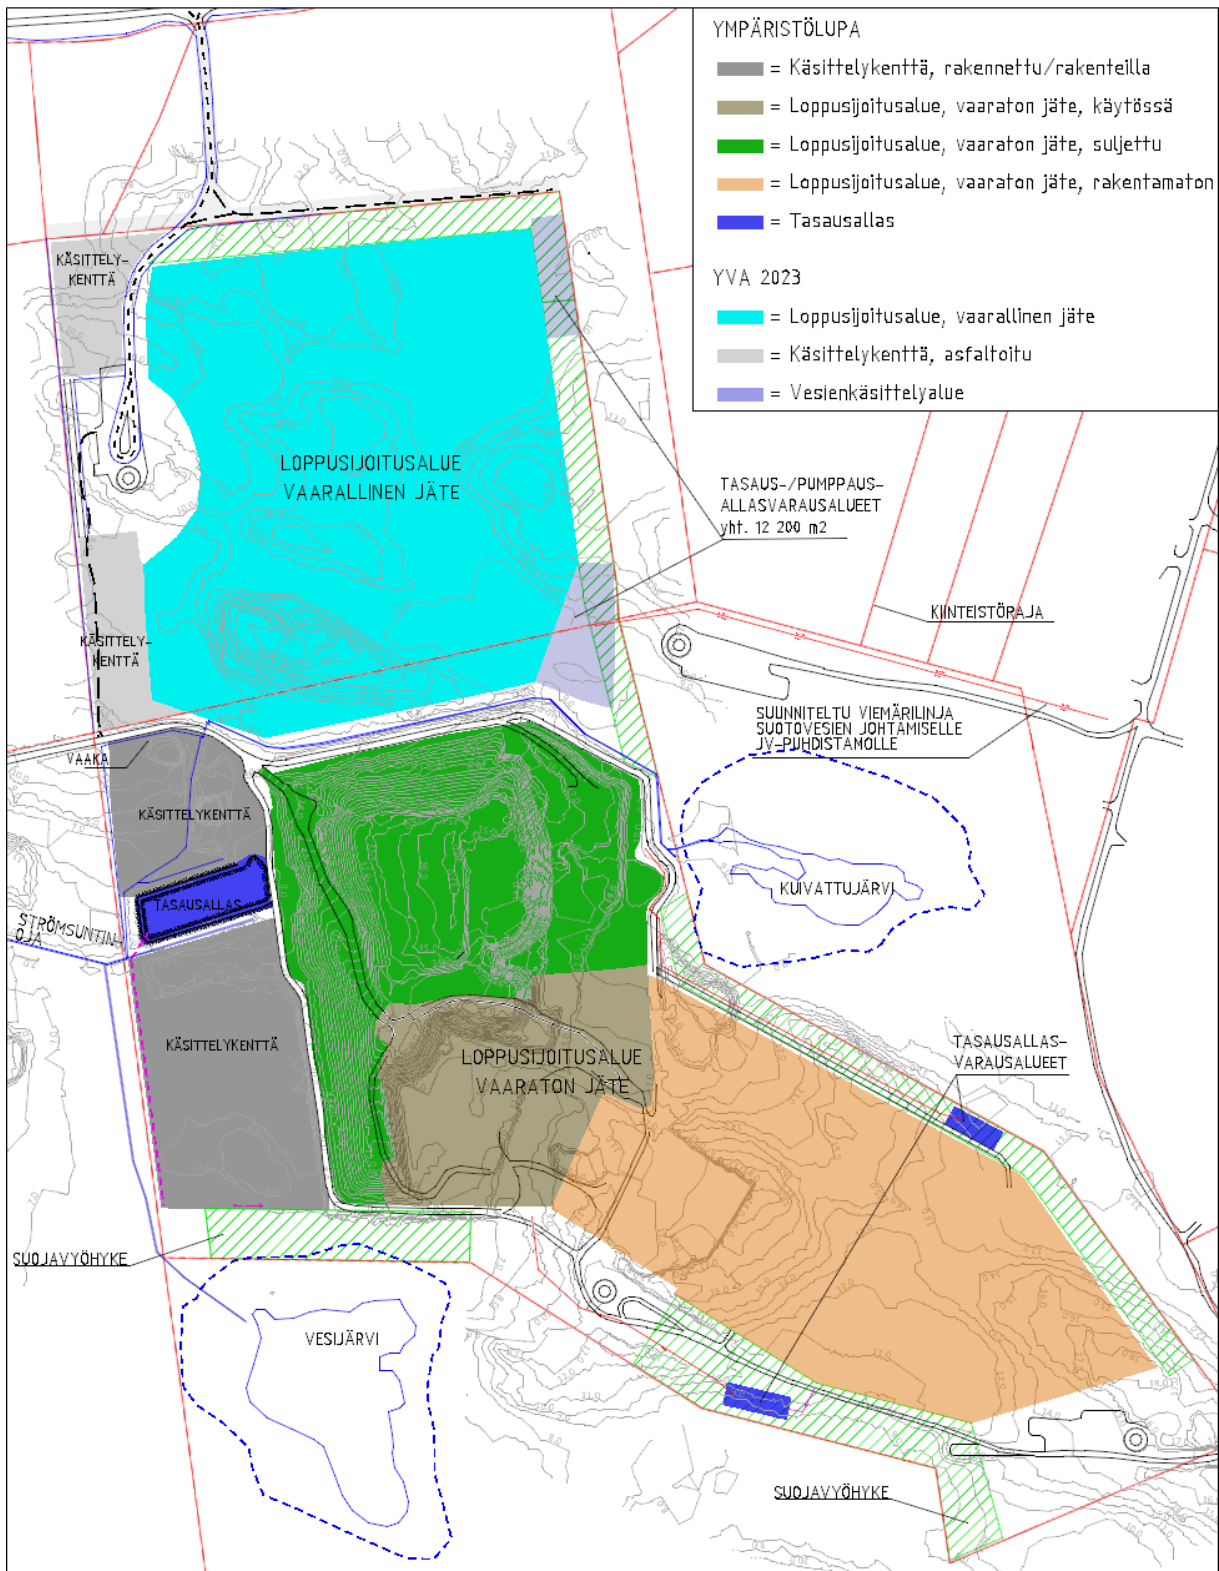 YMPÄRISTÖLUPA
= Käsittelykenttä, rakennettu/rakenteilla
= Loppusijoitusalue, vaaraton jäte, käytössä
= Loppusijoitusalue, vaaraton jäte, suljettu
= Loppusijoitusalue, vaaraton jäte, rakentamaton
= Tasausallas
YVA 2023
= Loppusijoitusalue, vaarallinen jäte
= Käsittelykenttä, asfaltoitu
= Vesienkäsittelyalue
KÄSITTELY-
KENTTÄ
LOPPUSIJOITUSALUE
VAARALLINEN JÄTE
TASAUS-/PUMPPAUS-
ALLASVARAUSALUEET
yht. 12 200 m2
KIINTEISTÖRAJA
KÄSITTELY-
KENTTÄ
SUUNNITELTU VIEMÄRILINJA
SUOTOVESIEN JOHTAMISELLE
JV-PUHDISTAMOLLE
VAAKA
KÄSITTELYKENTTÄ
KUIVATTUJÄRVI
TASAUSALLAS
STRÖMSUNTIN-
OJA
KÄSITTELYKENTTÄ
LOPPUSIJOITUSALUE
VAARATON JÄTE
TASAUSALLAS-
VARAUSALUEET
SUOJAVYÖHYKE
VESIJÄRVI
SUOJAVYÖHYKE